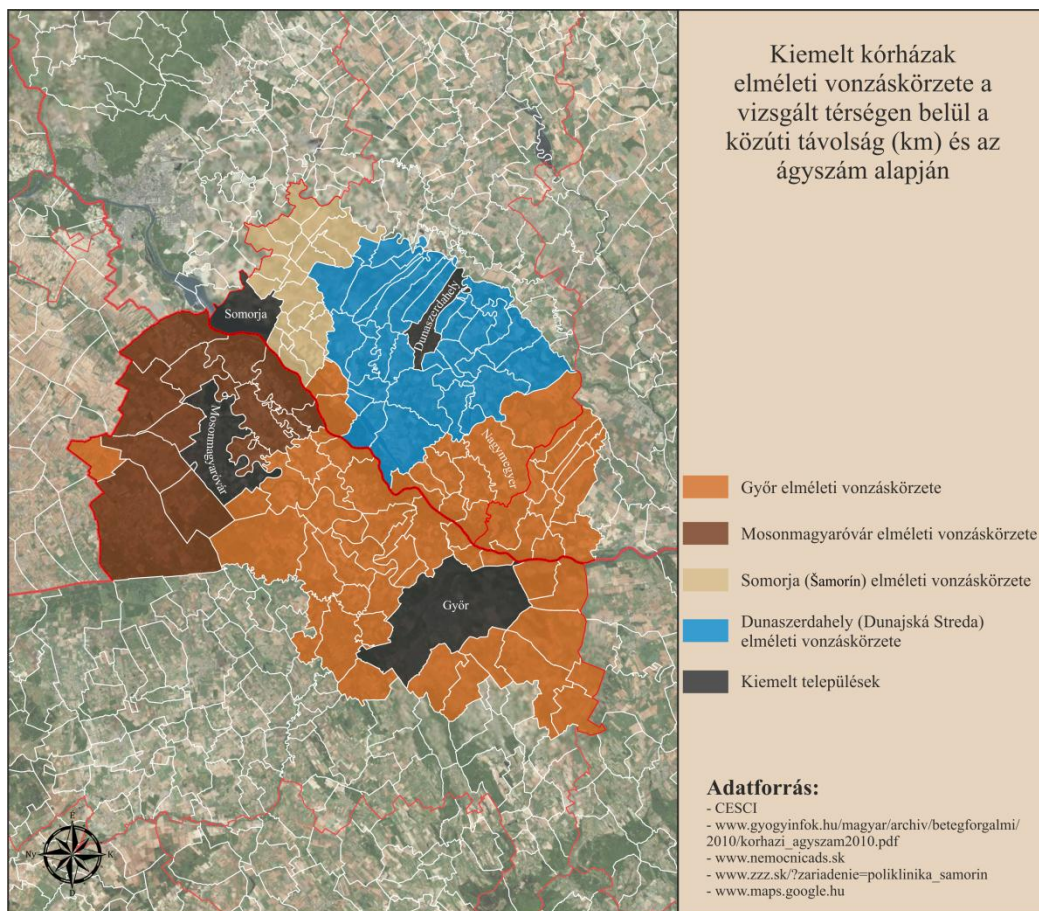 Kiemelt kórházak
elméleti vonzáskörzete a
vizsgált térségen belül a
közúti távolság (km) és az
ágyszám alapján
Somorja
Dunaszerdahely
Mosonmagyaróvár
Nagymegyer
Győr
Győr elméleti vonzáskörzete
Mosonmagyaróvár elméleti vonzáskörzete
Somorja (Šamorín) elméleti vonzáskörzete
Dunaszerdahely (Dunajská Streda)
elméleti vonzáskörzete
Kiemelt települések
Adatforrás:
- CESCI
- www.gyogyinfok.hu/magyar/archiv/betegforgalmi/
2010/korhazi_agyszam2010.pdf
- www.nemocnicads.sk
- www.zzz.sk/?zariadenie=poliklinika_samorin
- www.maps.google.hu
É
Ny
K
D